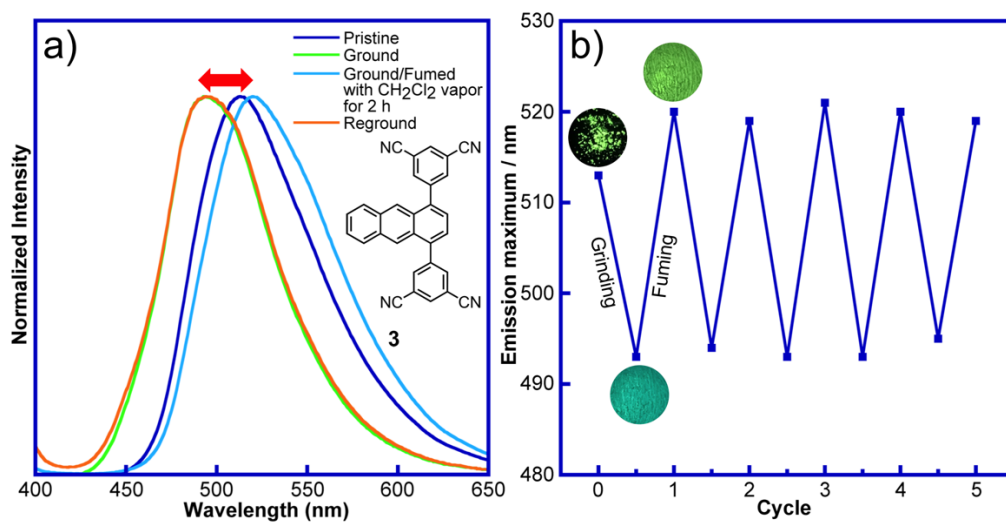 a)
Pristine
Ground
Ground/Fumed
with CH₂Cl₂ vapor
for 2 h
Reground
NC
CN
NC
CN
3
Normalized Intensity
400
450
500
550
600
650
Wavelength (nm)
b)
530
520
510
500
490
480
Emission maximum / nm
Grinding
Fuming
0
1
2
3
4
5
Cycle